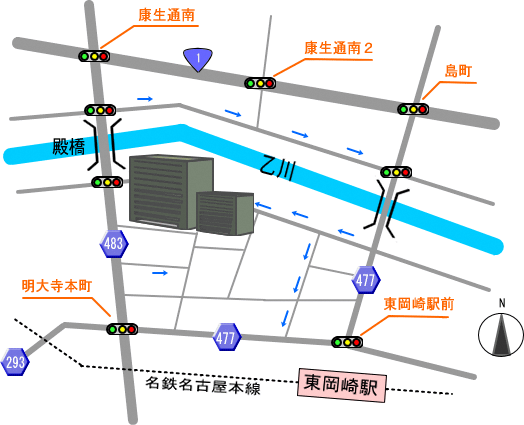 康生通南
康生通南２
1
島町
殿橋
乙川
483
明大寺本町
477
東岡崎駅前
N
477
293
名鉄名古屋本線
東岡崎駅